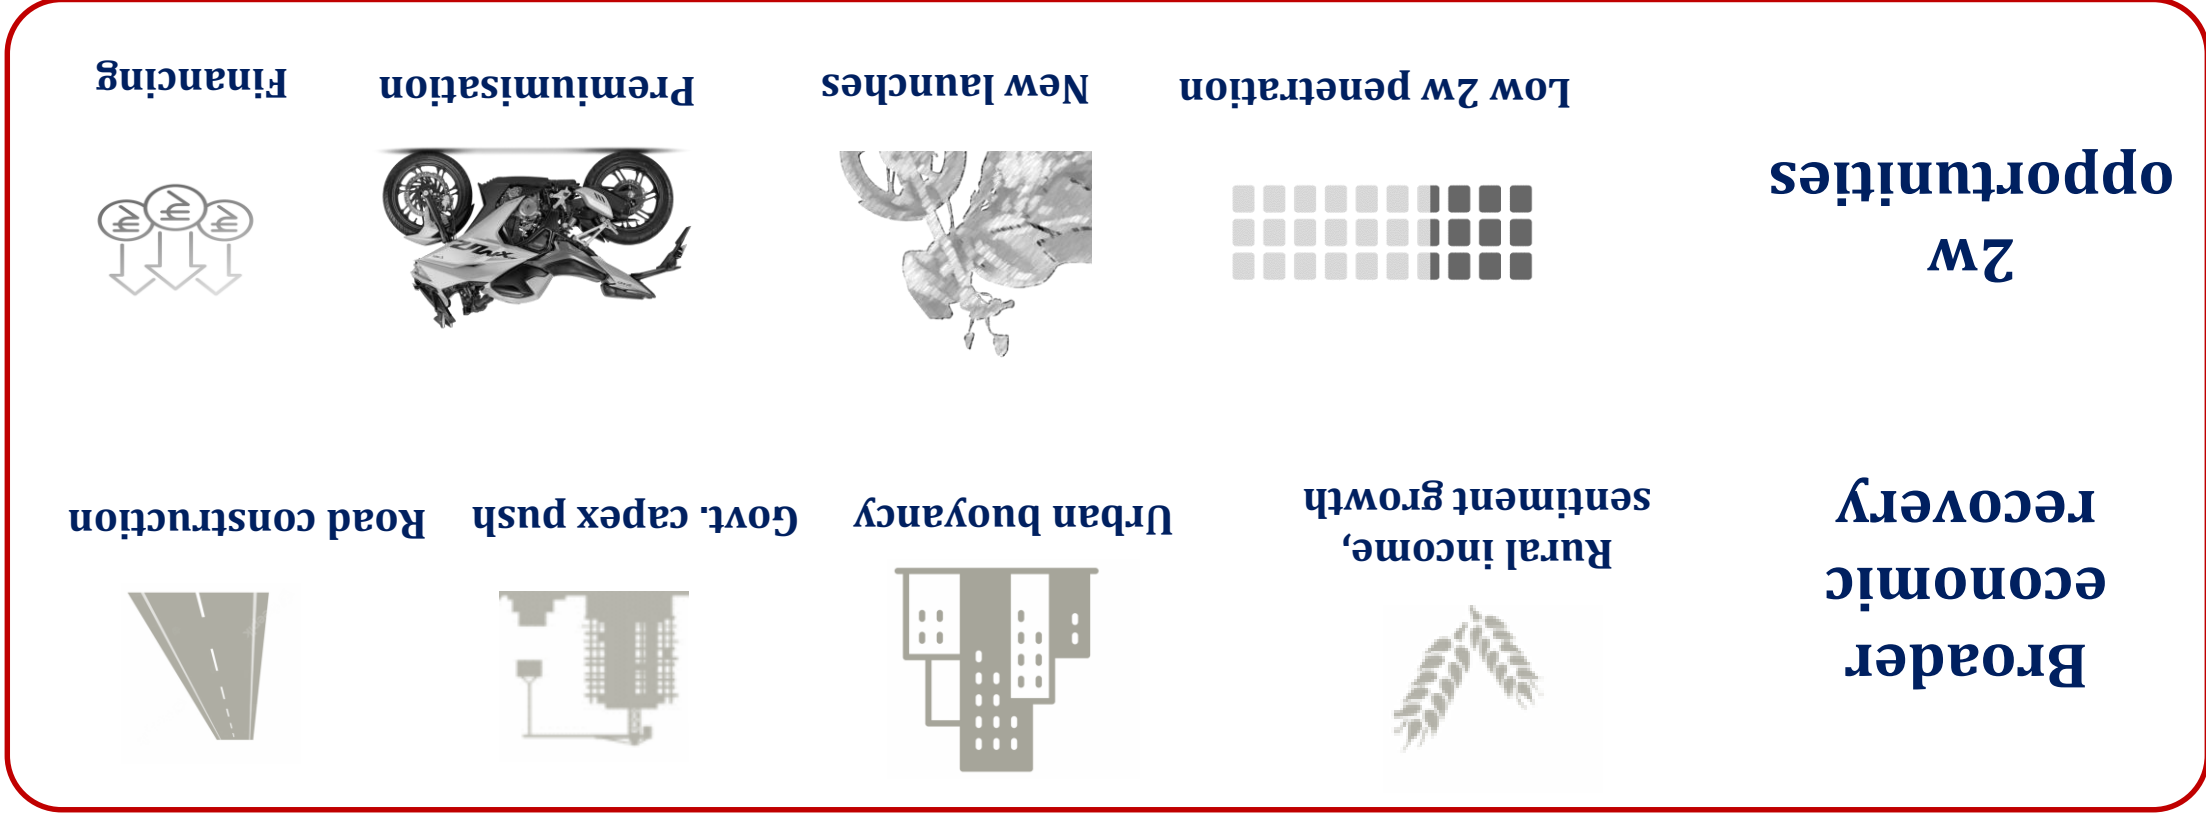 Broader
economic
recovery
Rural income,
sentiment growth
Urban buoyancy
Govt. capex push
Road construction
2w
opportunities
Low 2w penetration
New launches
Premiumisation
Financing